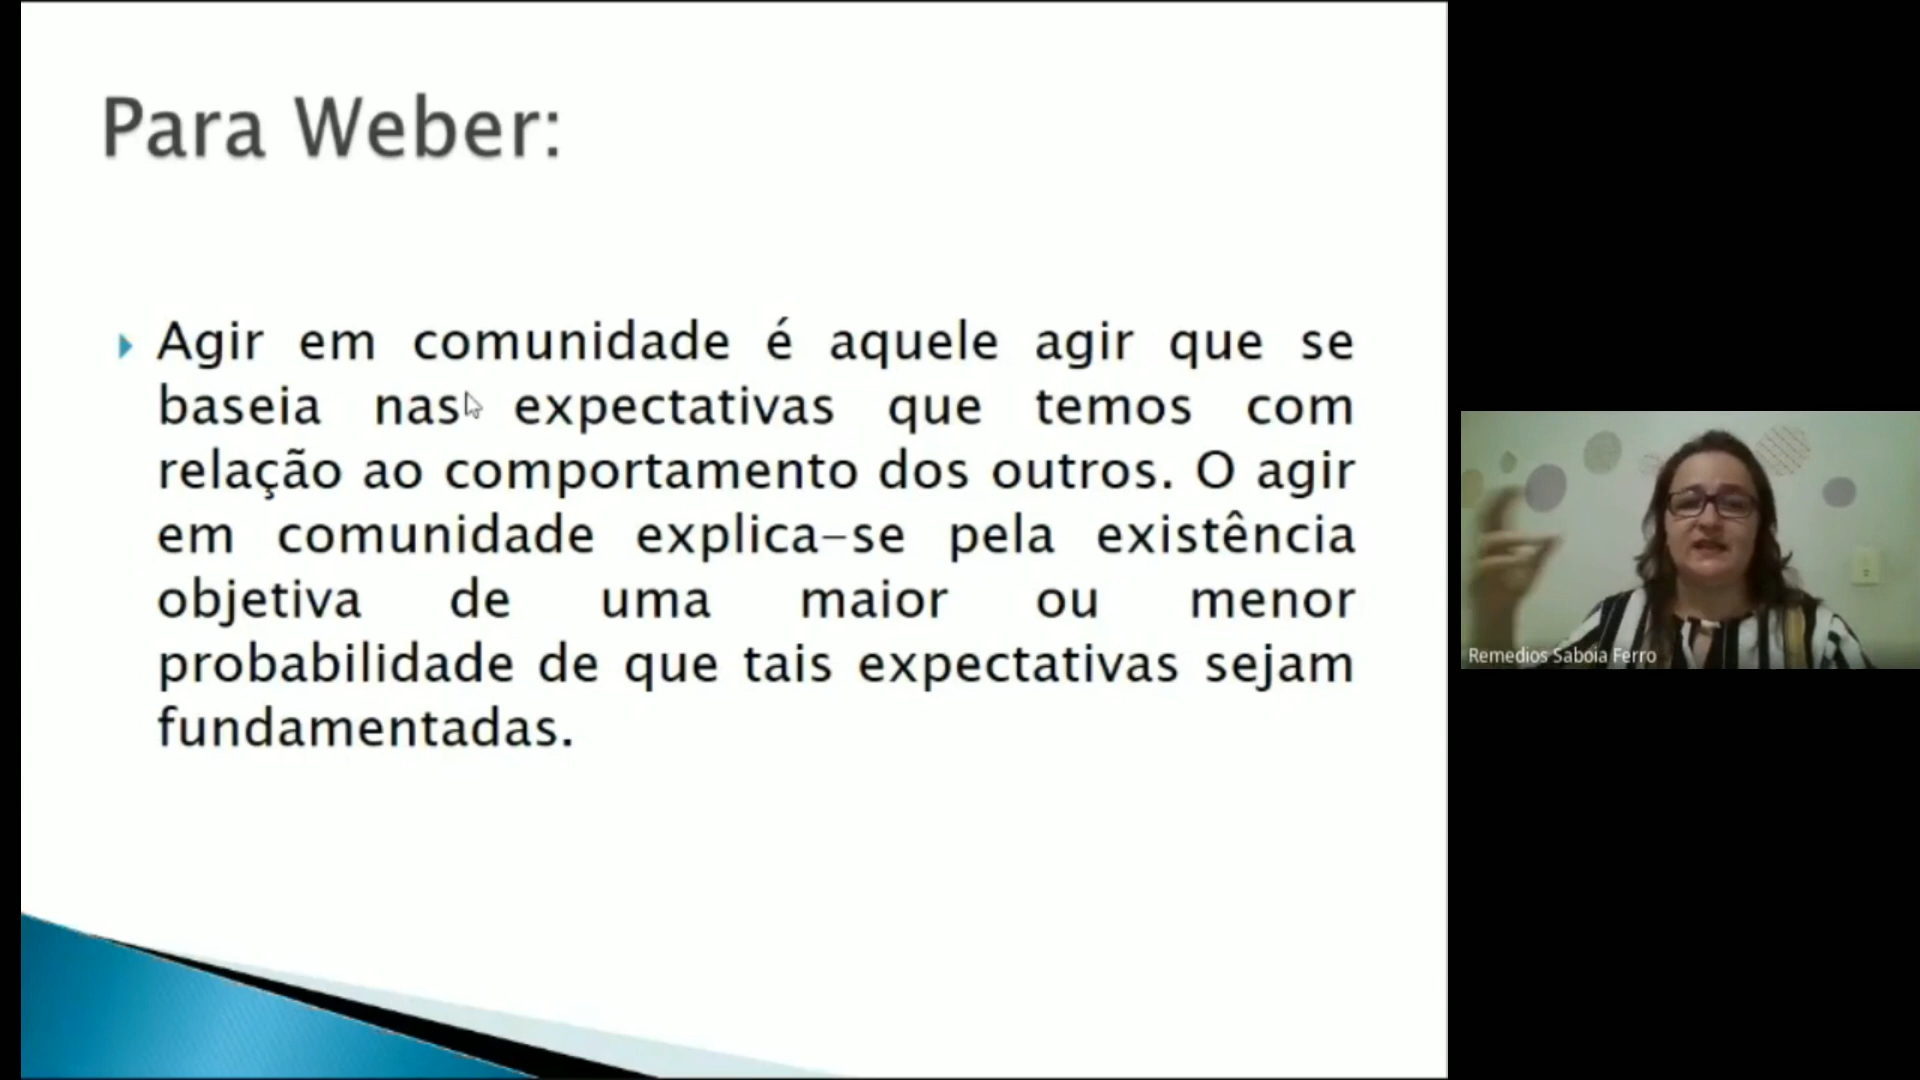 Para Weber:
Agir em comunidade é aquele agir que se
baseia nas expectativas que temos com
relação ao comportamento dos outros. O agir
em comunidade explica-se pela existência
objetiva de uma maior ou menor
probabilidade de que tais expectativas sejam
fundamentadas.
Remedios Saboia Ferro